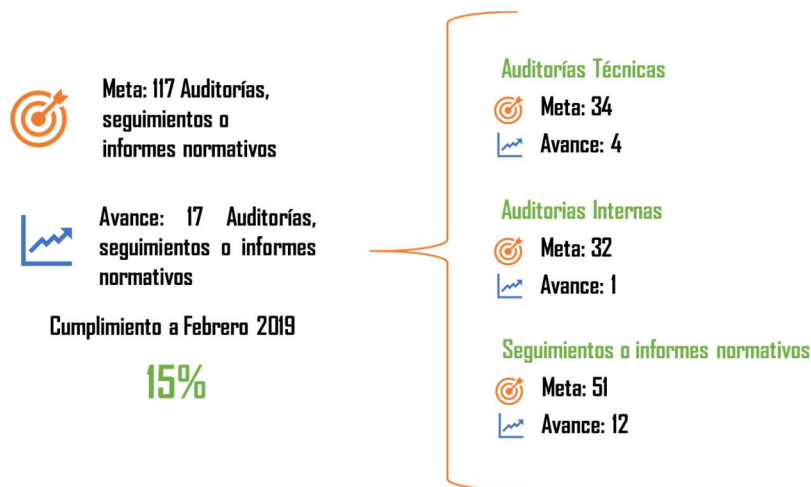 Meta: 117 Auditorías,
seguimientos o
informes normativos
Avance: 17 Auditorías,
seguimientos o informes
normativos
Cumplimiento a Febrero 2019
15%
Auditorías Técnicas
Meta: 34
Avance: 4
Auditorias Internas
Meta: 32
Avance: 1
Seguimientos o informes normativos
Meta: 51
Avance: 12